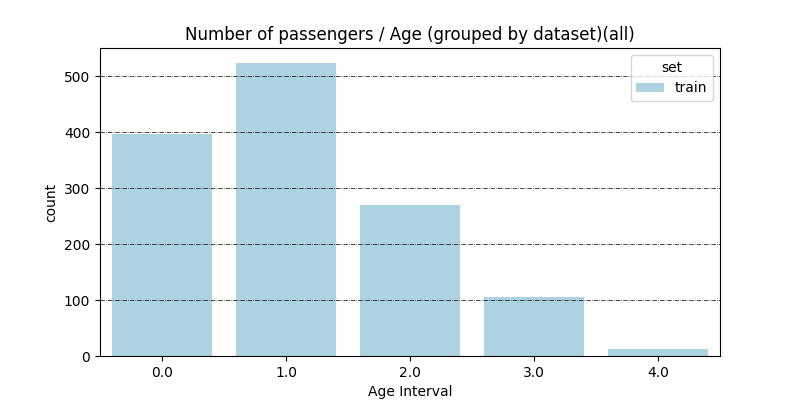 Number of passengers / Age (grouped by dataset)(all)
set
train
500
400
300
200
100
0
count
0.0 1.0 2.0 3.0 4.0
Age Interval